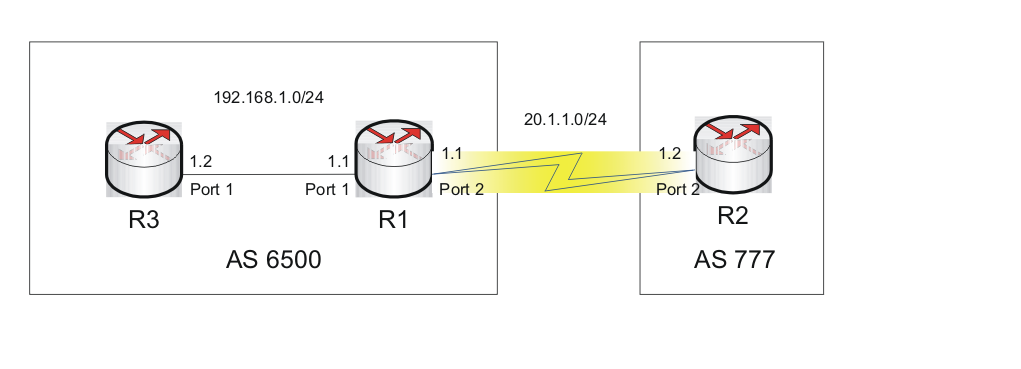 192.168.1.0/24
20.1.1.0/24
1.2
1.1
1.1
1.2
Port 1
Port 1
Port 2
Port 2
R3
R1
R2
AS 6500
AS 777